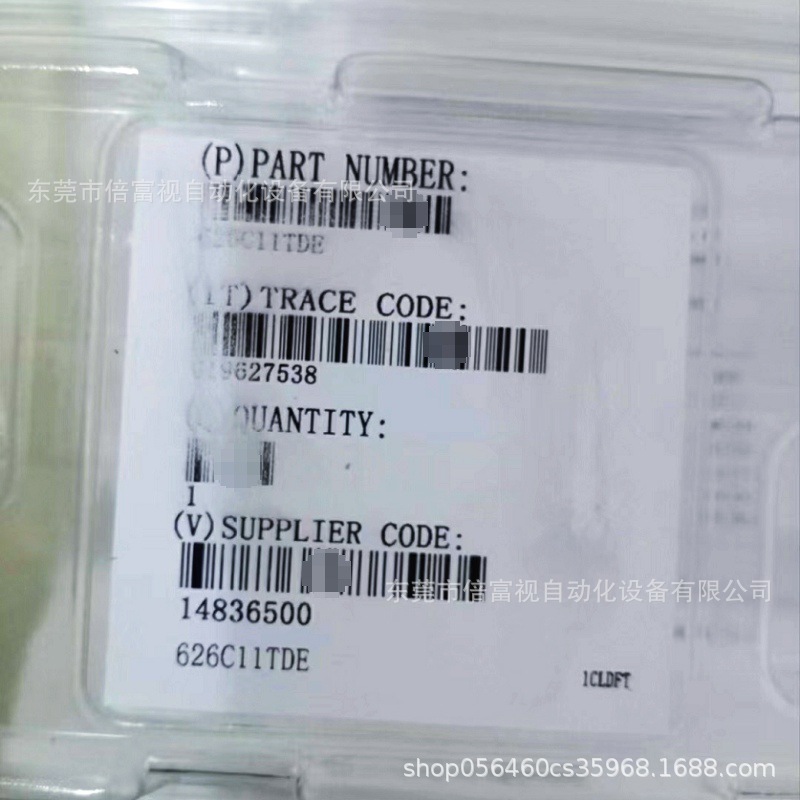 (P)PART NUMBER:
东莞市倍富视自动化设备有限公司
626C11TDE
(1T)TRACE CODE:
(Q)QUANTITY:
1
(V)SUPPLIER CODE:
东莞市倍富视自动化设备有限公司
14836500
626C11TDE
1CLDFT
shop056460cs35968.1688.com